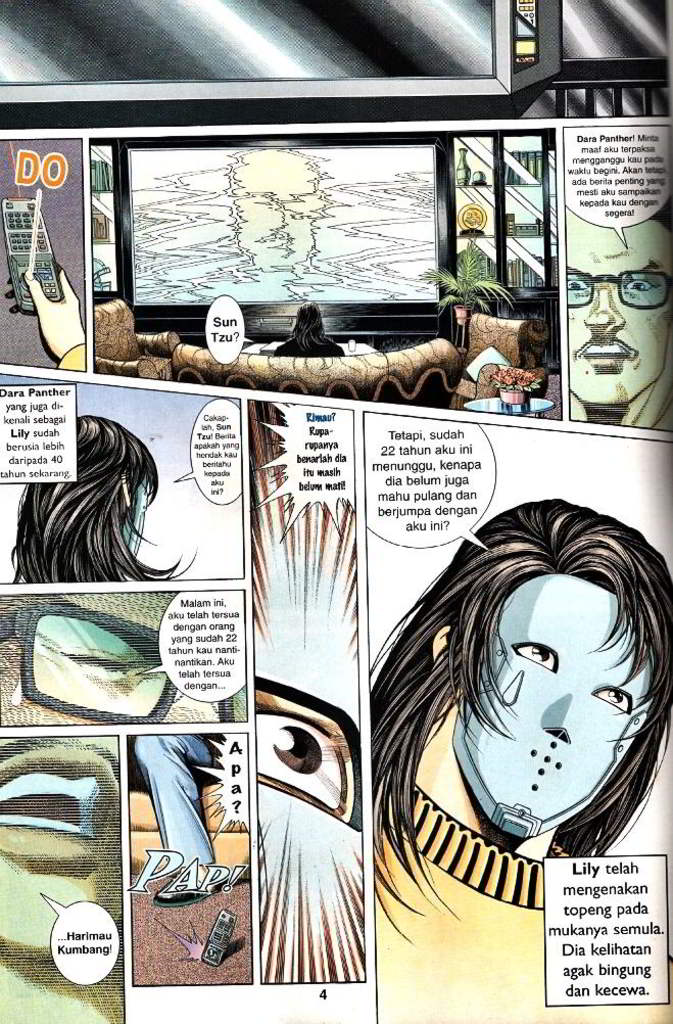 DO
Sun
Tzu?
Dara Panther! Minta
maaf aku terpaksa
mengganggu kau pada
waktu begini. Akan tetapi
ada berita penting yang
mesti aku sampaikan
kepada kau dengan
segera!
Dara Panther
yang juga di-
kenali sebagai
Lily sudah
berusia lebih
daripada 40
tahun sekarang.
Cakap-
lah, Sun
Tzu! Berita
apakah yang
hendak kau
beritahu
kepada
aku ini?
Malam ini,
aku telah tersua
dengan orang
yang sudah 22
tahun kau nanti-
nantikan. Aku
telah tersua
dengan...
...Harimau
Kumbang!
Apa?
PAP!
Rimau?
Rupa-
rupanya
benarlah dia
itu masih
belum mati!
Tetapi, sudah
22 tahun aku ini
menunggu, kenapa
dia belum juga
mahu pulang dan
berjumpa dengan
aku ini?
Lily telah
mengenakan
topeng pada
mukanya semula.
Dia kelihatan
agak bingung
dan kecewa.
4